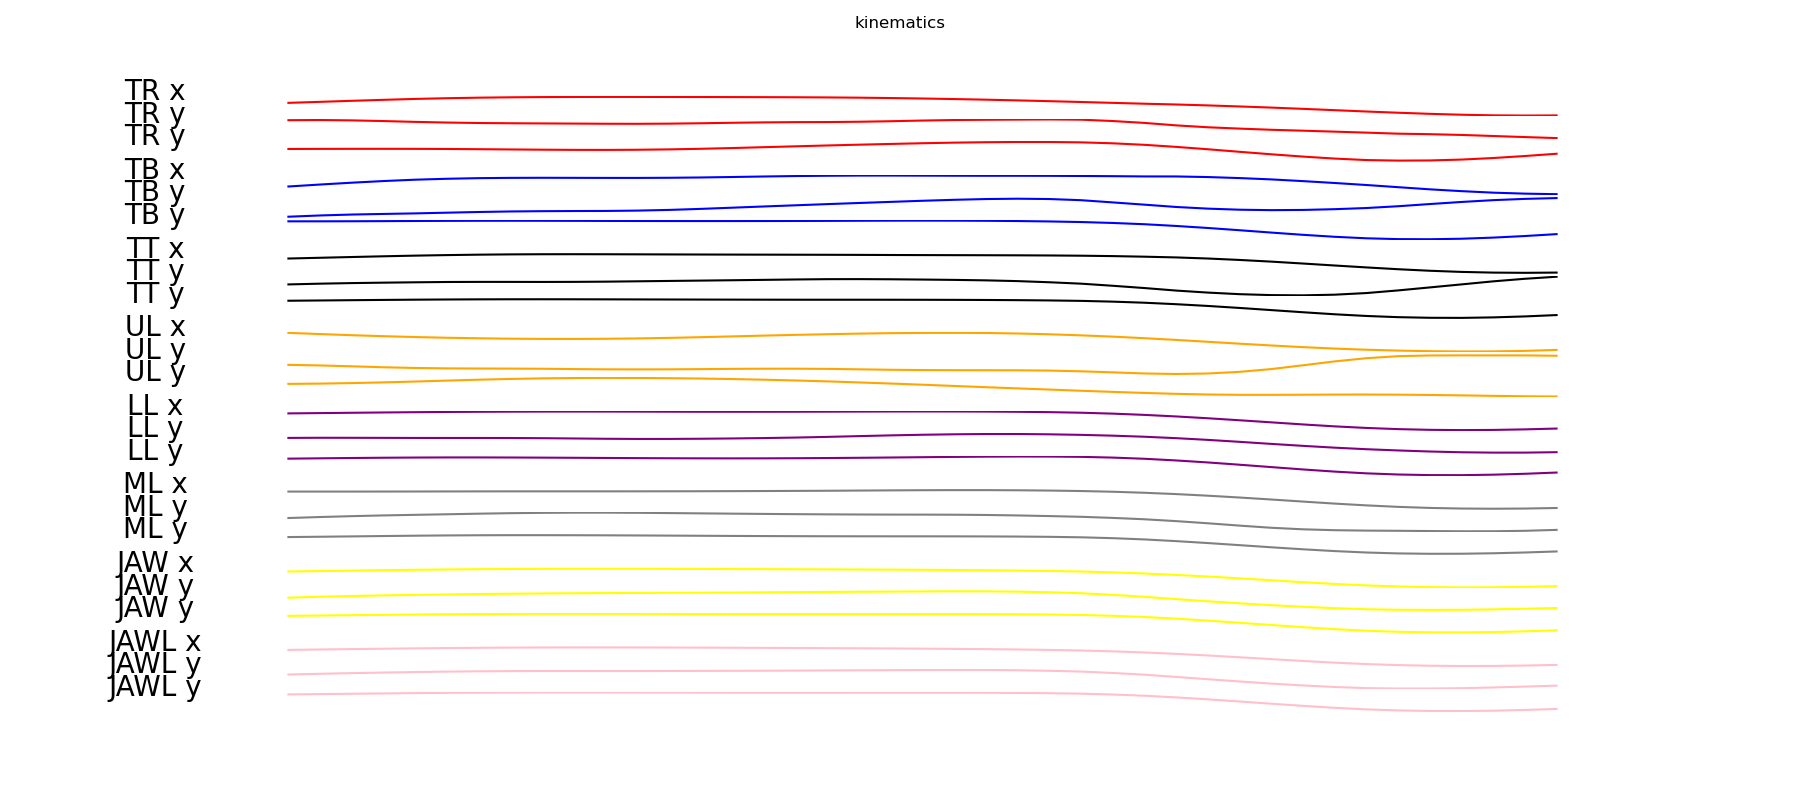 kinematics
TR x
TR y
TR y
TB x
TB y
TB y
TT x
TT y
TT y
UL x
UL y
UL y
LL x
LL y
LL y
ML x
ML y
ML y
JAW x
JAW y
JAW y
JAWL x
JAWL y
JAWL y